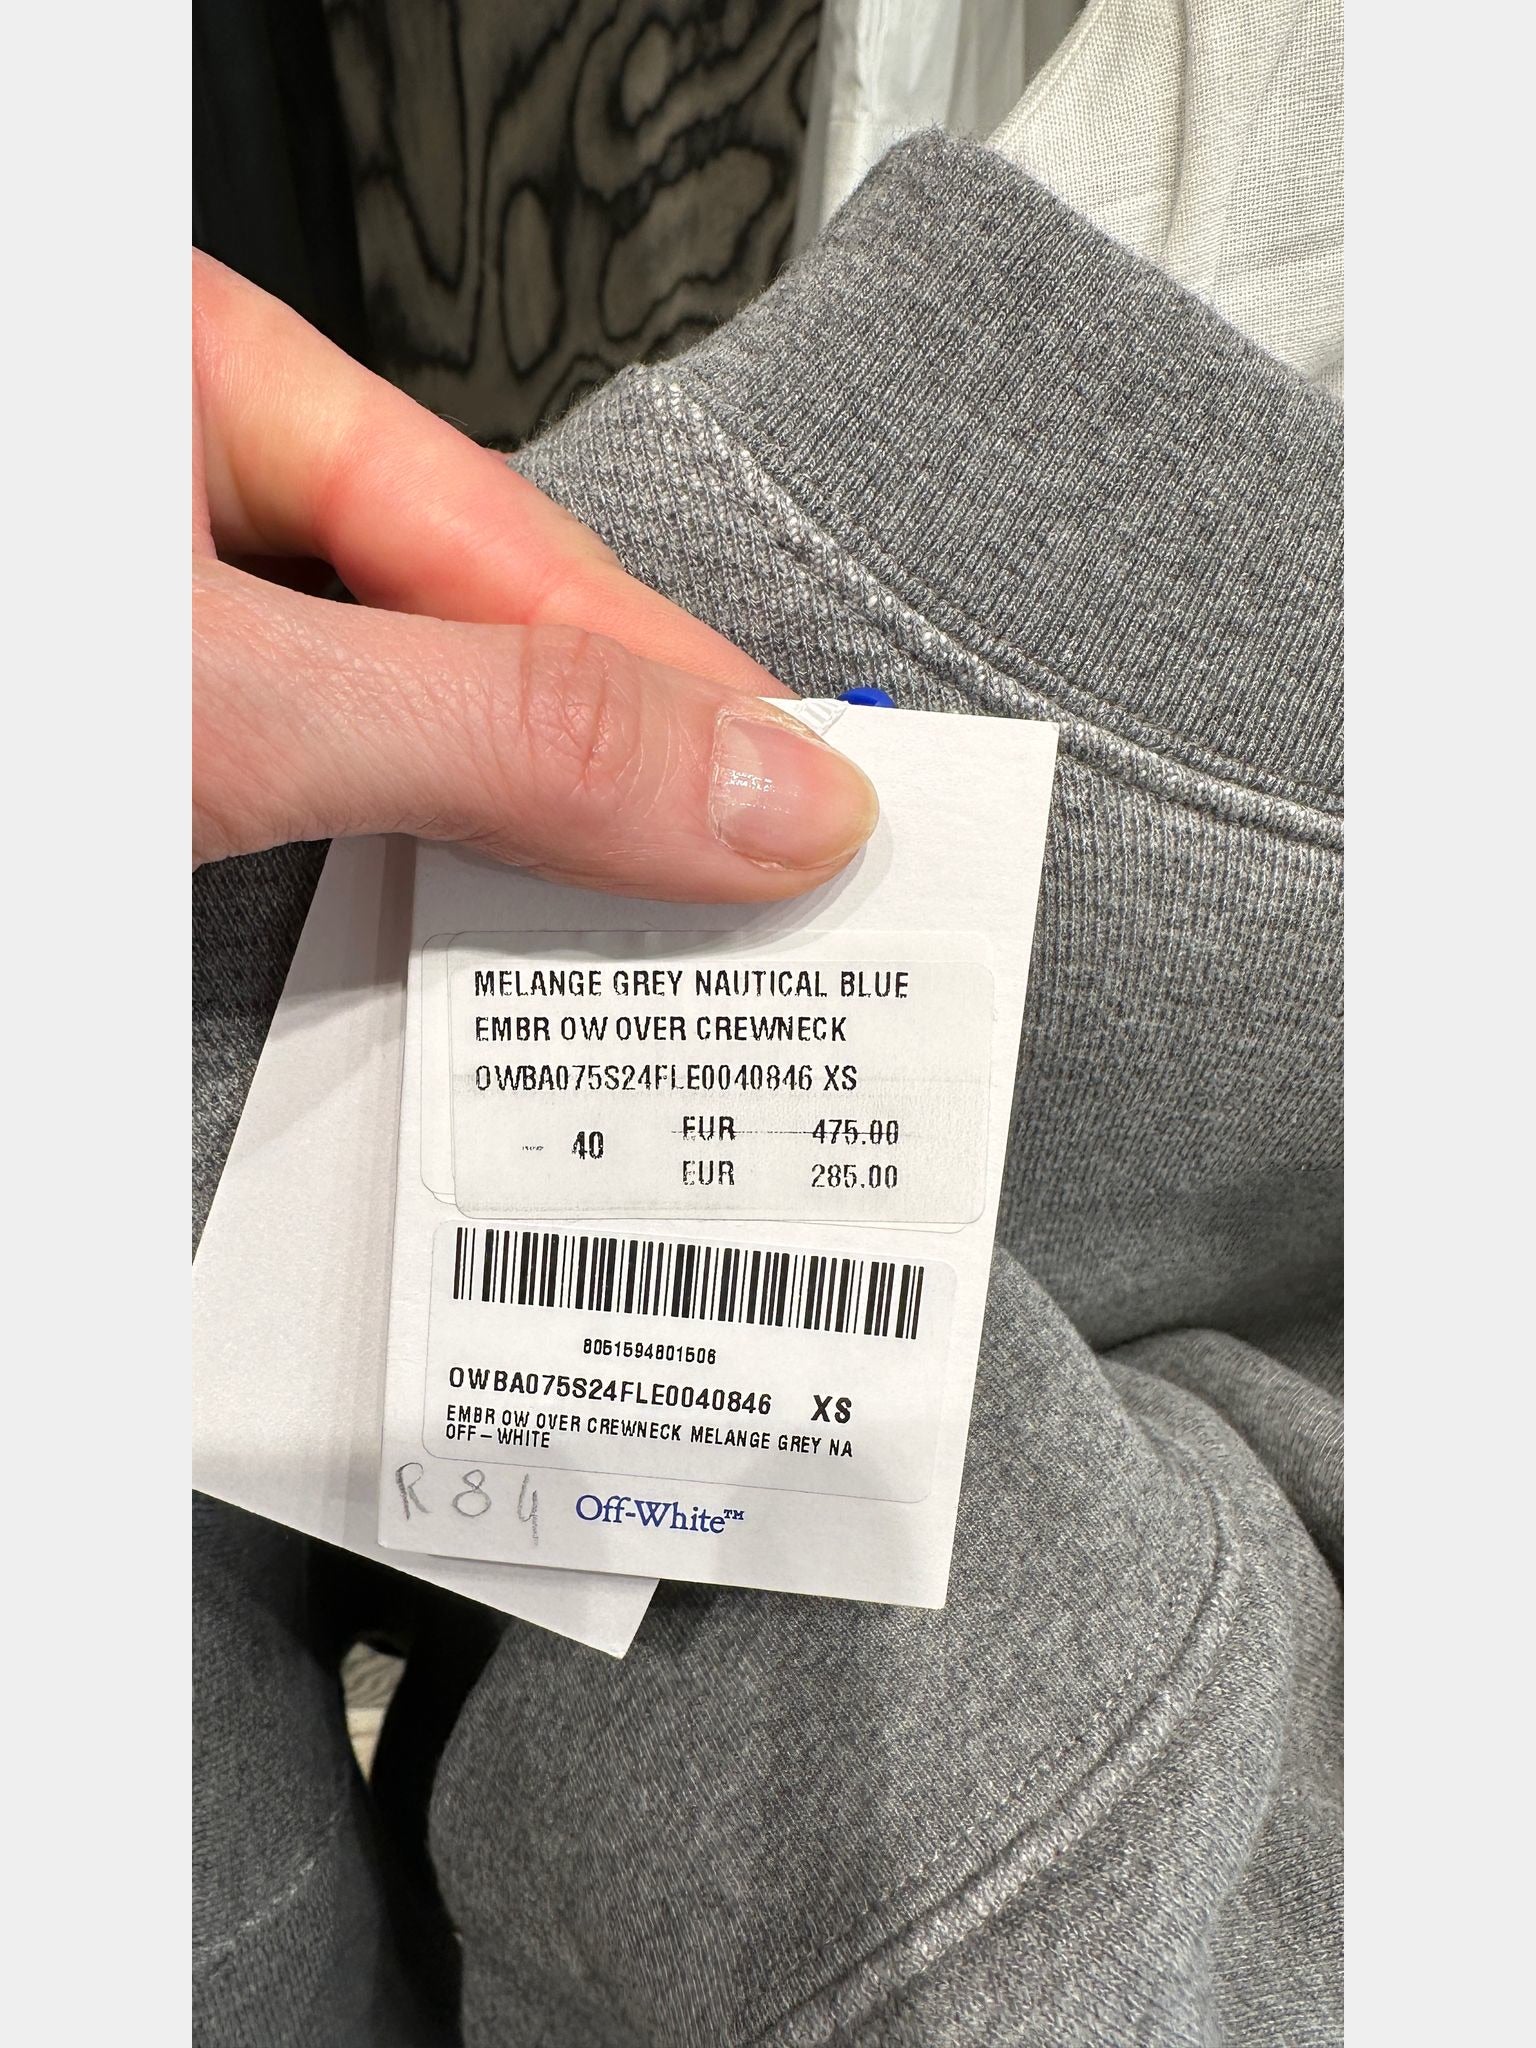 MELANGE GREY NAUTICAL BLUE
EMBR OW OVER CREWNECK
OWBA075S24FLE0040846 XS
40 EUR 475.00
EUR 285.00
8051594801506
OWBA075S24FLE0040846 XS
EMBR OW OVER CREWNECK MELANGE GREY NA
OFF-WHITE
R84 Off-White™